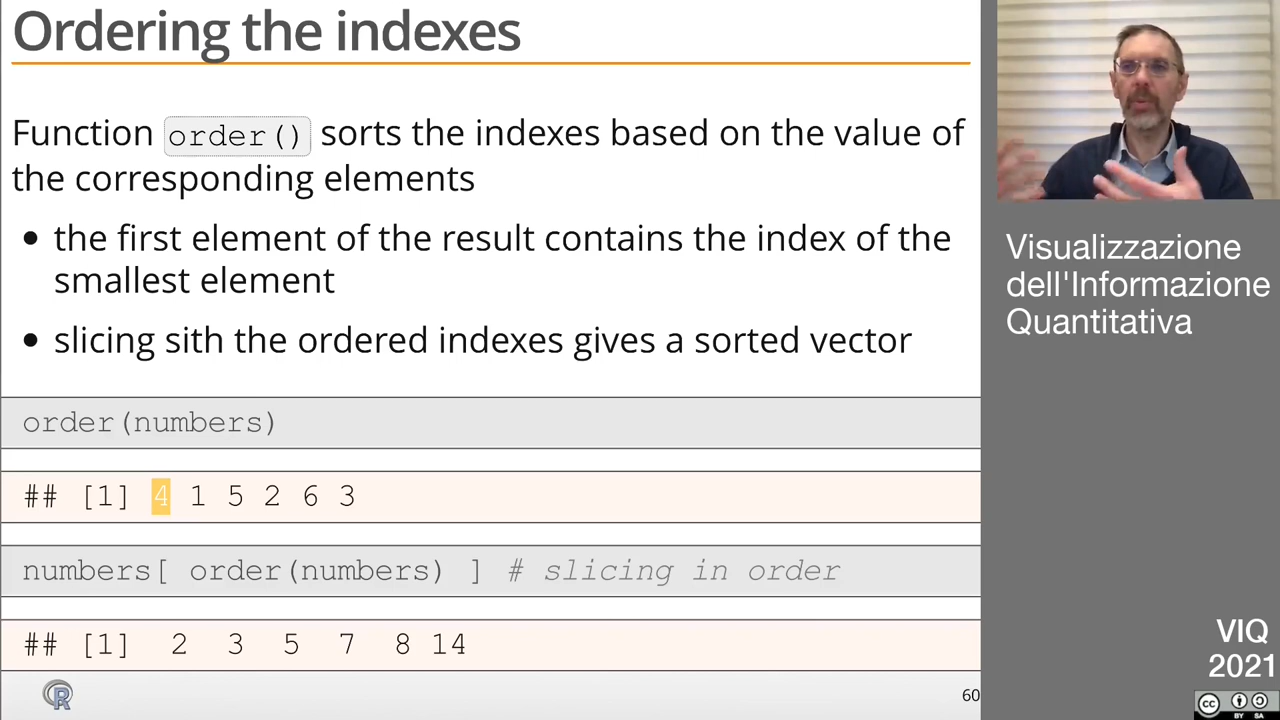 Ordering the indexes
Function order() sorts the indexes based on the value of
the corresponding elements
• the first element of the result contains the index of the
smallest element
• slicing sith the ordered indexes gives a sorted vector
order(numbers)
## [1] 4 1 5 2 6 3
numbers[ order(numbers) ] # slicing in order
## [1] 2 3 5 7 8 14
R
60
Visualizzazione
dell'Informazione
Quantitativa
VIQ
2021
cc
BY SA